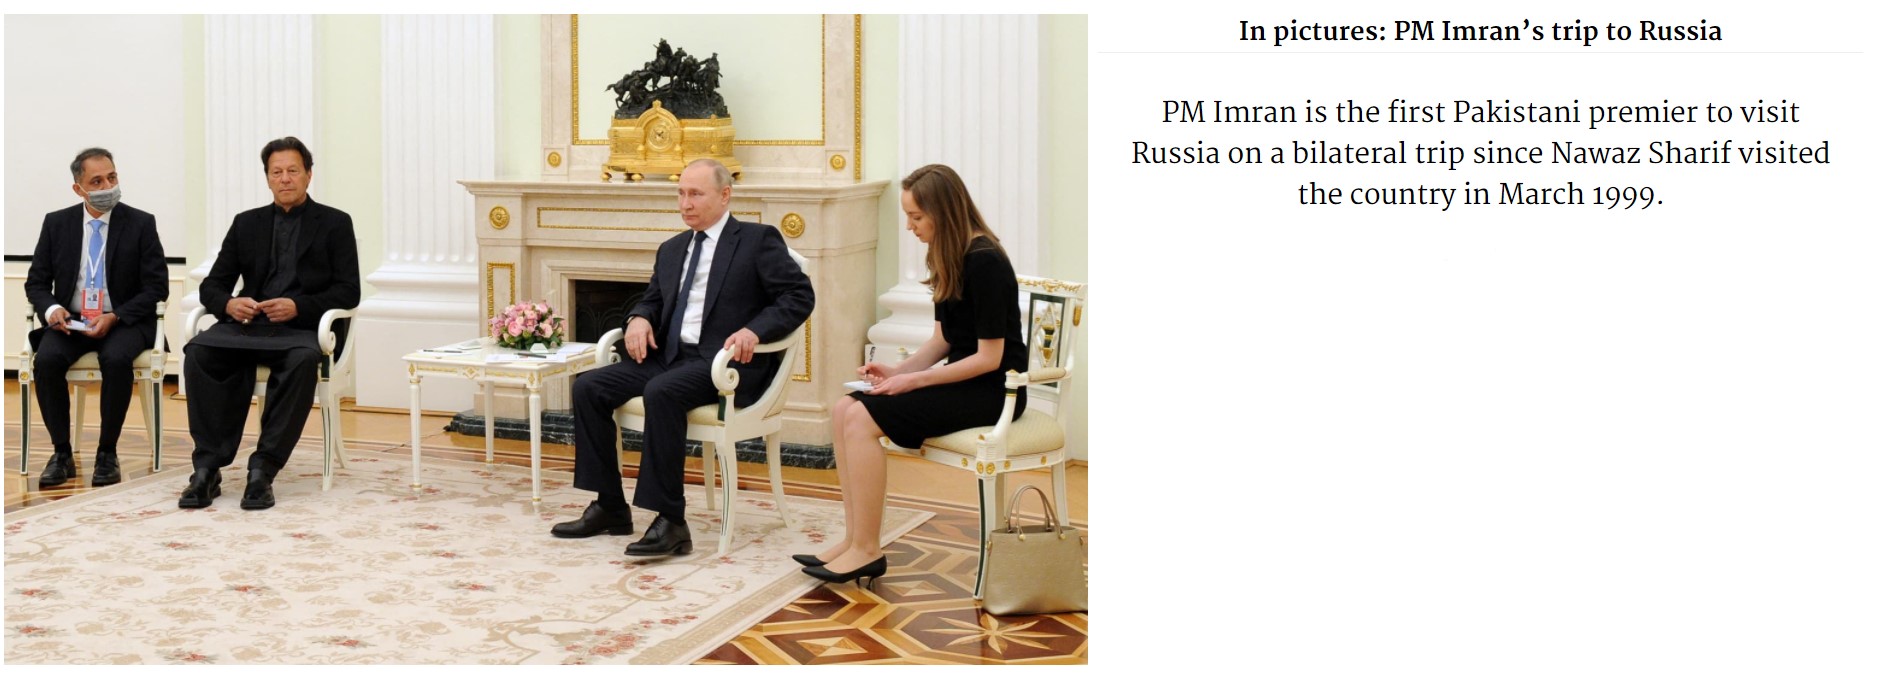 In pictures: PM Imran’s trip to Russia
PM Imran is the first Pakistani premier to visit
Russia on a bilateral trip since Nawaz Sharif visited
the country in March 1999.